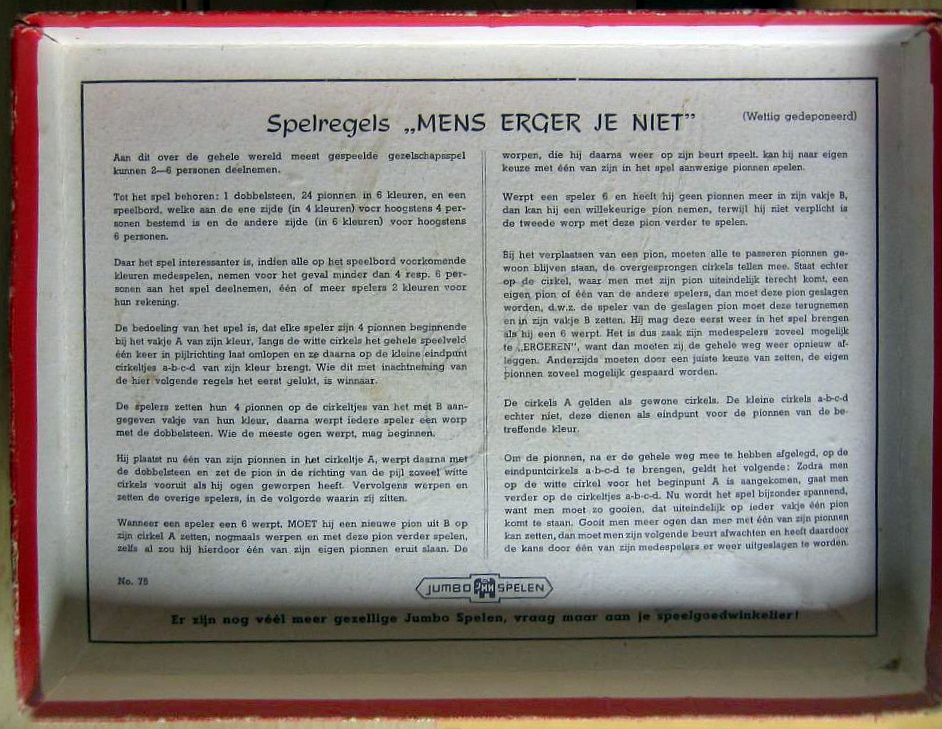 Spelregels „MENS ERGER JE NIET”
(Wettig gedeponeerd)
Aan dit over de gehele wereld meest gespeelde gezelschapsspel
kunnen 2—6 personen deelnemen.
Tot het spel behoren: 1 dobbelsteen, 24 pionnen in 6 kleuren, en een
speelbord, welke aan de ene zijde (in 4 kleuren) voor hoogstens 4 per-
sonen bestemd is en de andere zijde (in 6 kleuren) voor hoogstens
6 personen.
Daar het spel interessanter is, indien alle op het speelbord voorkomende
kleuren medespelen, nemen voor het geval minder dan 4 resp. 6 per-
sonen aan het spel deelnemen, één of meer spelers 2 kleuren voor
hun rekening.
De bedoeling van het spel is, dat elke speler zijn 4 pionnen beginnende
bij het vakje A van zijn kleur, langs de witte cirkels het gehele speelveld
één keer in pijlrichting laat omlopen en ze daarna op de kleine eindpunt
cirkeltjes a-b-c-d van zijn kleur brengt. Wie dit met inachtneming van
de hier volgende regels het eerst gelukt, is winnaar.
De spelers zetten hun 4 pionnen op de cirkeltjes van het met B aan-
gegeven vakje van hun kleur, daarna werpt iedere speler een worp
met de dobbelsteen. Wie de meeste ogen werpt, mag beginnen.
Hij plaatst nu één van zijn pionnen in het cirkeltje A, werpt daarna met
de dobbelsteen en zet de pion in de richting van de pijl zoveel witte
cirkels vooruit als hij ogen geworpen heeft. Vervolgens werpen en
zetten de overige spelers, in de volgorde waarin zij zitten.
Wanneer een speler een 6 werpt, MOET hij een nieuwe pion uit B op
zijn cirkel A zetten, nogmaals werpen en met deze pion verder spelen,
zelfs al zou hij hierdoor één van zijn eigen pionnen eruit slaan. De
worpen, die hij daarna weer op zijn beurt speelt, kan hij naar eigen
keuze met één van zijn in het spel aanwezige pionnen spelen.
Werpt een speler 6 en heeft hij geen pionnen meer in zijn vakje B,
dan kan hij een willekeurige pion nemen, terwijl hij niet verplicht is
de tweede worp met deze pion verder te spelen.
Bij het verplaatsen van een pion, moeten alle te passeren pionnen ge-
woon blijven staan, de overgesprongen cirkels tellen mee. Staat echter
op de cirkel, waar men met zijn pion uiteindelijk terecht komt, een
eigen pion of één van de andere spelers, dan moet deze pion geslagen
worden, d.w.z. de speler van de geslagen pion moet deze terugnemen
en in zijn vakje B zetten. Hij mag deze eerst weer in het spel brengen
als hij een 6 werpt. Het is dus zaak zijn medespelers zoveel mogelijk
te „ERGEREN”, want dan moeten zij de gehele weg weer opnieuw af-
leggen. Anderzijds moeten door een juiste keuze van zetten, de eigen
pionnen zoveel mogelijk gespaard worden.
De cirkels A gelden als gewone cirkels. De kleine cirkels a-b-c-d
echter niet, deze dienen als eindpunt voor de pionnen van de be-
treffende kleur.
Om de pionnen, na er de gehele weg mee te hebben afgelegd, op de
eindpuntcirkels a-b-c-d te brengen, geldt het volgende: Zodra men
op de witte cirkel voor het beginpunt A is aangekomen, gaat men
verder op de cirkeltjes a-b-c-d. Nu wordt het spel bijzonder spannend,
want men moet zo gooien, dat uiteindelijk op ieder vakje één pion
komt te staan. Gooit men meer ogen dan men met één van zijn pionnen
kan zetten, dan moet men zijn volgende beurt afwachten en heeft daardoor
de kans door één van zijn medespelers er weer uitgeslagen te worden.
No. 78
JUMBO SPELEN
Er zijn nog véél meer gezellige Jumbo Spelen, vraag maar aan je speelgoedwinkelier!